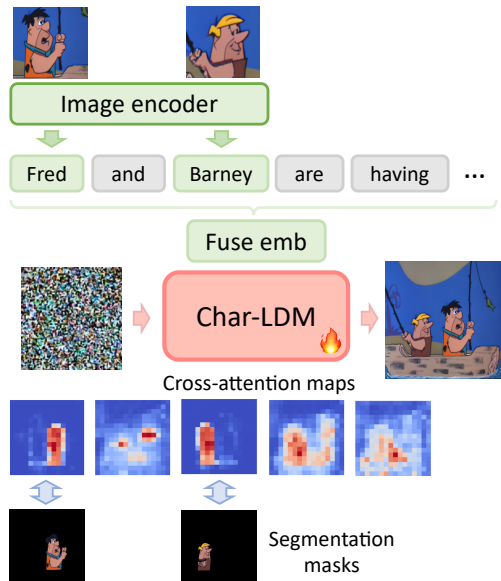 Image encoder
Fred and Barney are having ...
Fuse emb
Char-LDM
Cross-attention maps
Segmentation
masks